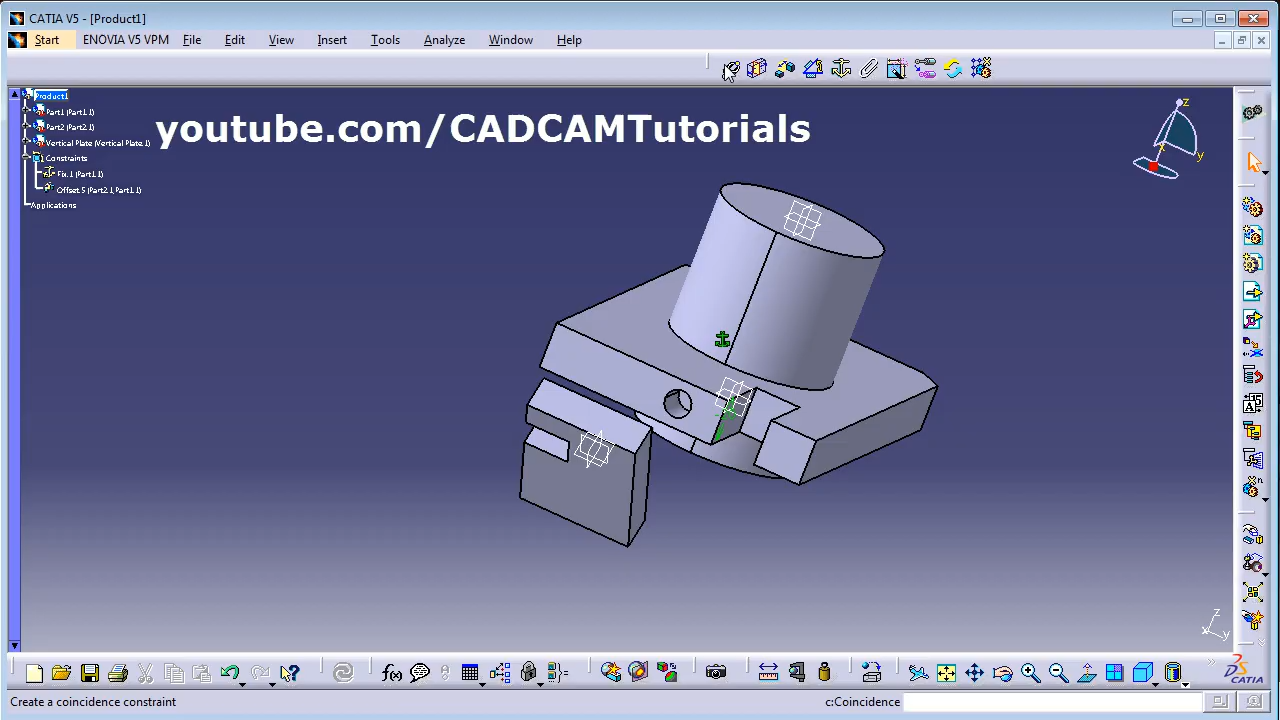 CATIA V5 - [Product1]
Start ENOVIA V5 VPM File Edit View Insert Tools Analyze Window Help
Product1
Part1 (Part1.1)
Part2 (Part2.1)
Vertical Plate (Vertical Plate.1)
Constraints
Fix.1 (Part1.1)
Offset.5 (Part2.1,Part1.1)
Applications
youtube.com/CADCAMTutorials
z
y
z
x y
f(x)
CATIA
Create a coincidence constraint
c:Coincidence